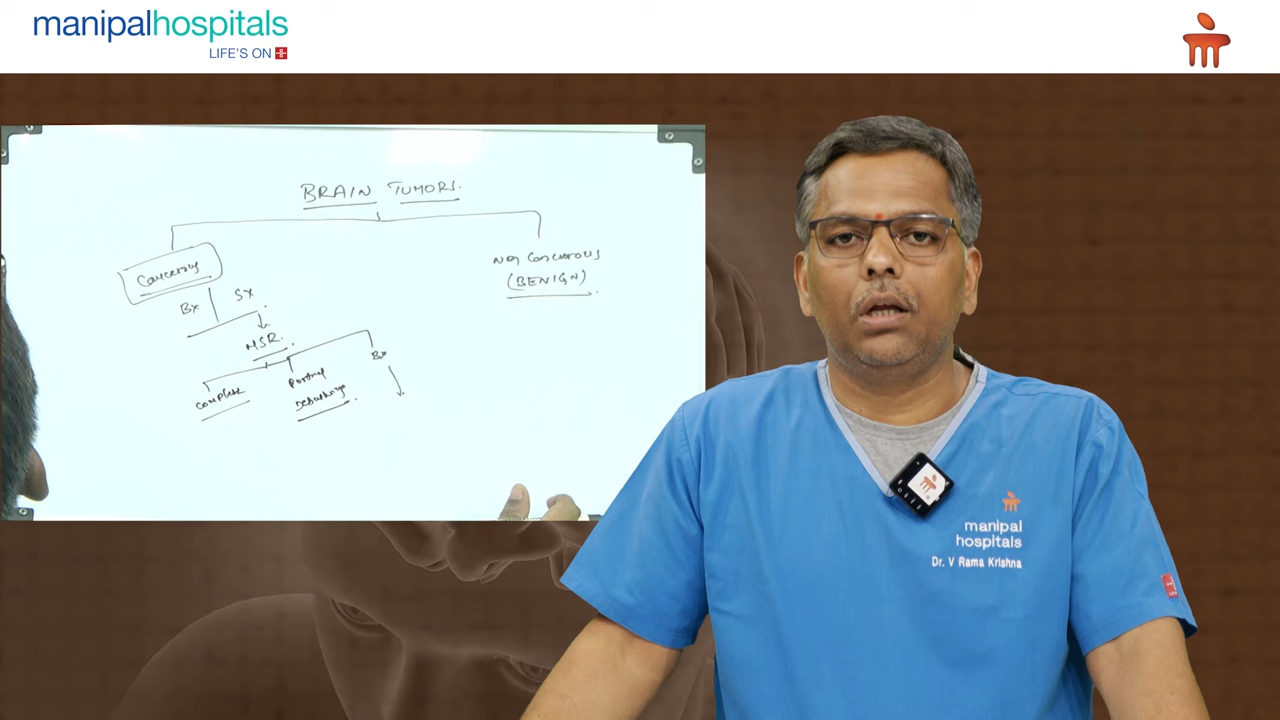 manipalhospitals
LIFE'S ON
BRAIN TUMORS.
Cancerous
Non Cancerous
(BENIGN)
Bx
Sx
MSR.
Bx
Complete
Partial
Debulking
manipal
hospitals
Dr. V Rama Krishna